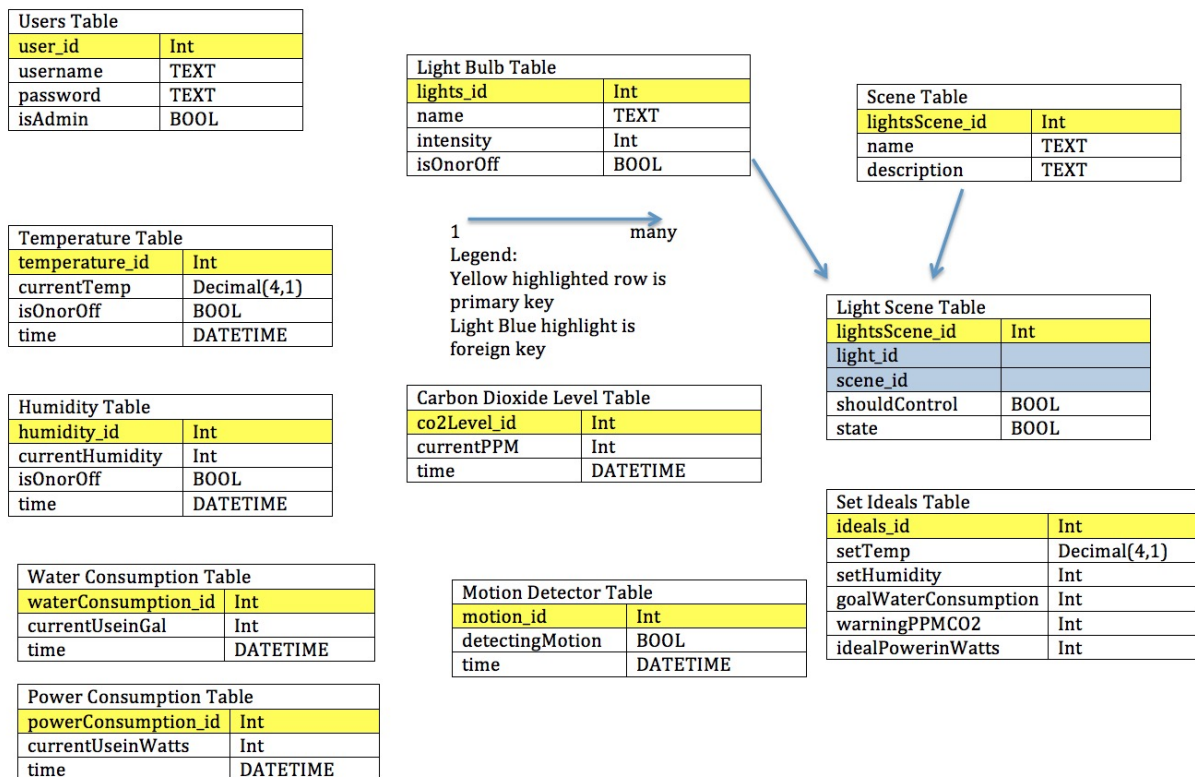 Users Table
user_id Int
username TEXT
password TEXT
isAdmin BOOL
Light Bulb Table
lights_id Int
name TEXT
intensity Int
isOnorOff BOOL
Scene Table
lightsScene_id Int
name TEXT
description TEXT
1 many
Legend:
Yellow highlighted row is
primary key
Light Blue highlight is
foreign key
Temperature Table
temperature_id Int
currentTemp Decimal(4,1)
isOnorOff BOOL
time DATETIME
Light Scene Table
lightsScene_id Int
light_id
scene_id
shouldControl BOOL
state BOOL
Humidity Table
humidity_id Int
currentHumidity Int
isOnorOff BOOL
time DATETIME
Carbon Dioxide Level Table
co2Level_id Int
currentPPM Int
time DATETIME
Set Ideals Table
ideals_id Int
setTemp Decimal(4,1)
setHumidity Int
goalWaterConsumption Int
warningPPMCO2 Int
idealPowerinWatts Int
Water Consumption Table
waterConsumption_id Int
currentUseinGal Int
time DATETIME
Motion Detector Table
motion_id Int
detectingMotion BOOL
time DATETIME
Power Consumption Table
powerConsumption_id Int
currentUseinWatts Int
time DATETIME